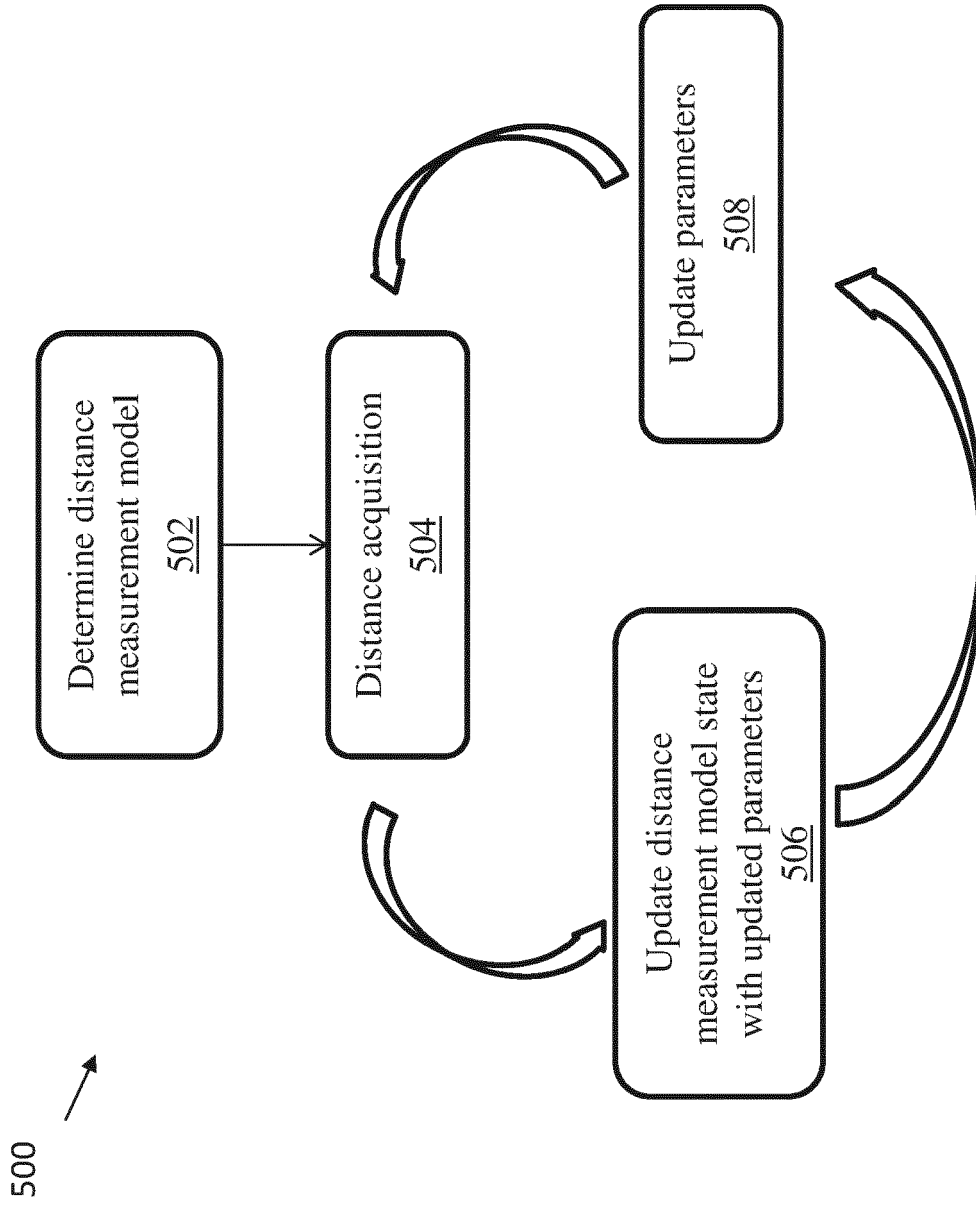 500
Determine distance
measurement model
502
Distance acquisition
504
Update distance
measurement model state
with updated parameters
506
Update parameters
508